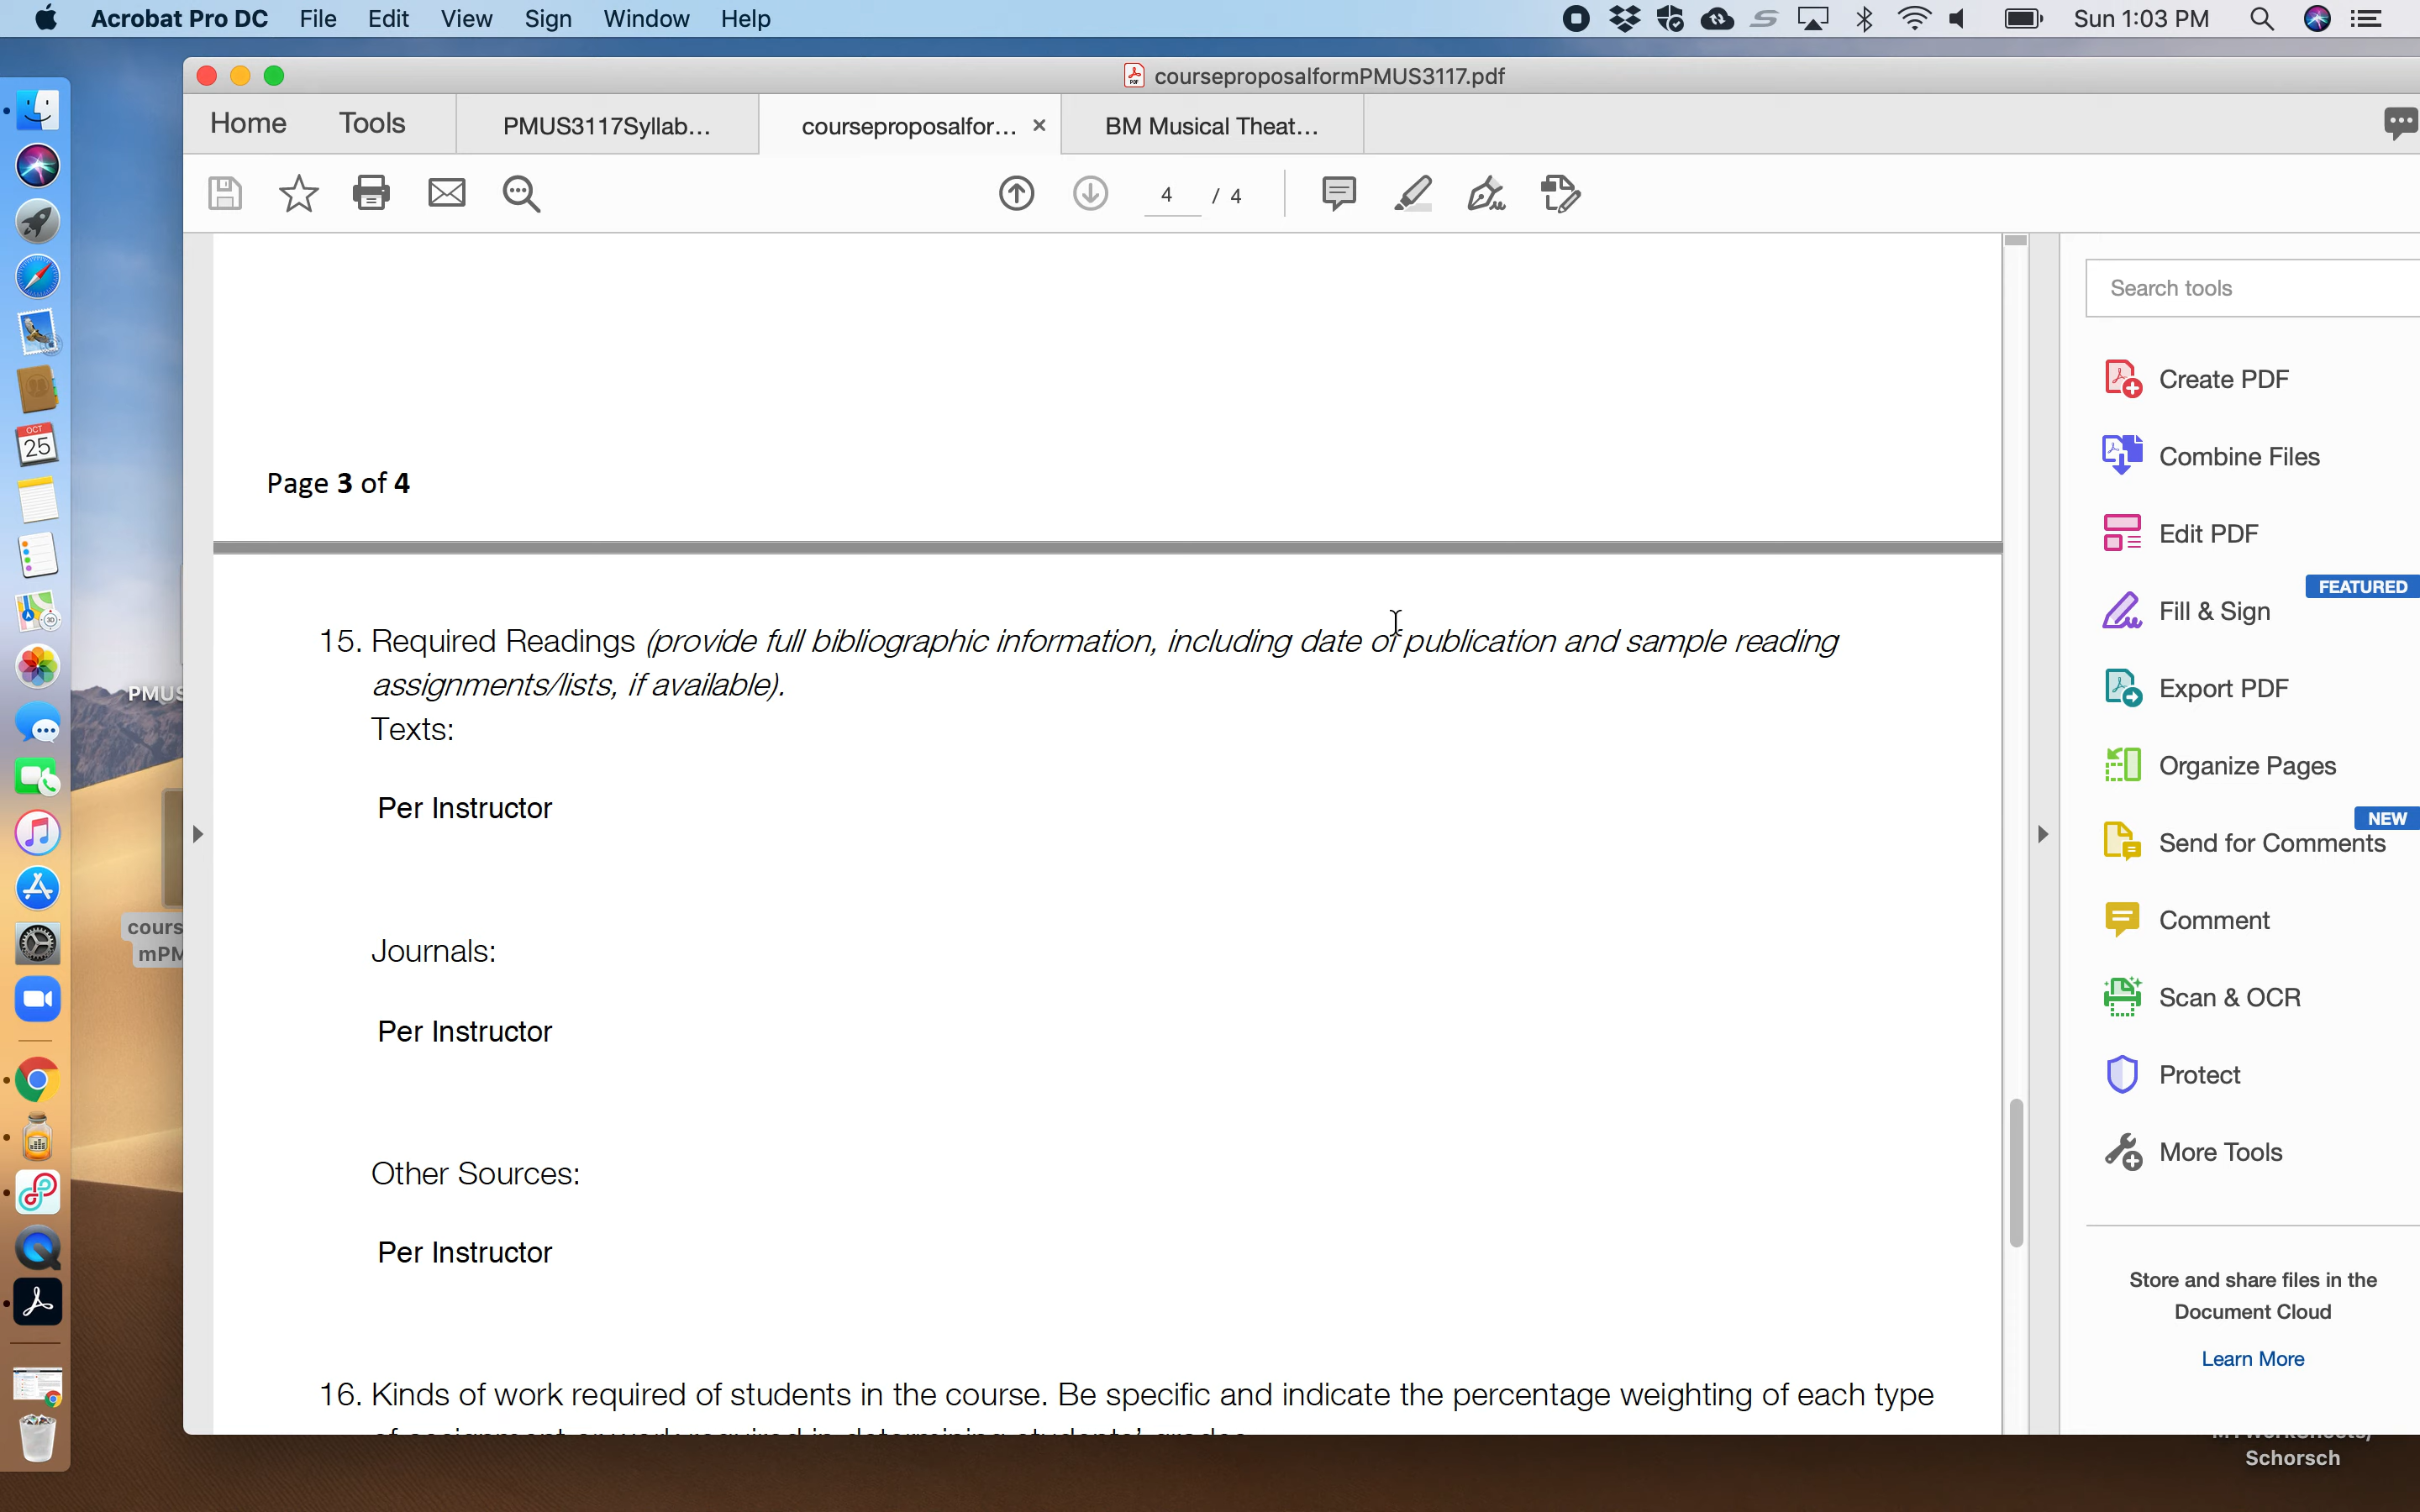 Acrobat Pro DC File Edit View Sign Window Help Sun 1:03 PM
courseproposalformPMUS3117.pdf
Home Tools PMUS3117Syllab... courseproposalfor... × BM Musical Theat...
4 / 4
Search tools
Create PDF
Combine Files
Edit PDF
FEATURED
Fill & Sign
Export PDF
Organize Pages
NEW
Send for Comments
Comment
Scan & OCR
Protect
More Tools
Store and share files in the
Document Cloud
Learn More
Page 3 of 4
15. Required Readings (provide full bibliographic information, including date of publication and sample reading
assignments/lists, if available).
Texts:
Per Instructor
Journals:
Per Instructor
Other Sources:
Per Instructor
16. Kinds of work required of students in the course. Be specific and indicate the percentage weighting of each type
OCT
25
PMUS
cours
mPM
Schorsch